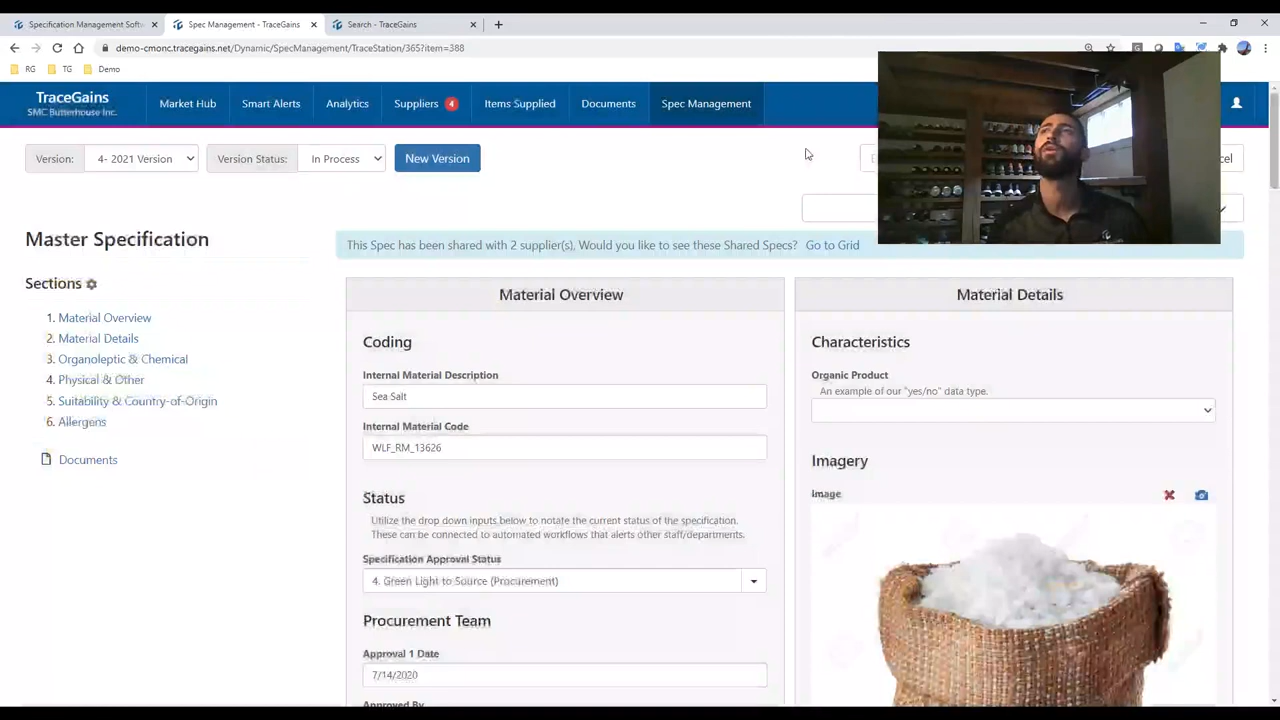 Specification Management Softw
Spec Management - TraceGains
Search - TraceGains
demo-cmonc.tracegains.net/Dynamic/SpecManagement/TraceStation/365?item=388
RG
TG
Demo
TraceGains
SMC Butterhouse Inc.
Market Hub
Smart Alerts
Analytics
Suppliers 4
Items Supplied
Documents
Spec Management
Version: 4- 2021 Version
Version Status: In Process
New Version
cel
Master Specification
This Spec has been shared with 2 supplier(s), Would you like to see these Shared Specs? Go to Grid
Sections
1. Material Overview
2. Material Details
3. Organoleptic & Chemical
4. Physical & Other
5. Suitability & Country-of-Origin
6. Allergens
Documents
Material Overview
Coding
Internal Material Description
Sea Salt
Internal Material Code
WLF_RM_13626
Status
Utilize the drop down inputs below to notate the current status of the specification.
These can be connected to automated workflows that alerts other staff/departments.
Specification Approval Status
4. Green Light to Source (Procurement)
Procurement Team
Approval 1 Date
7/14/2020
Approved By
Material Details
Characteristics
Organic Product
An example of our "yes/no" data type.
Imagery
Image